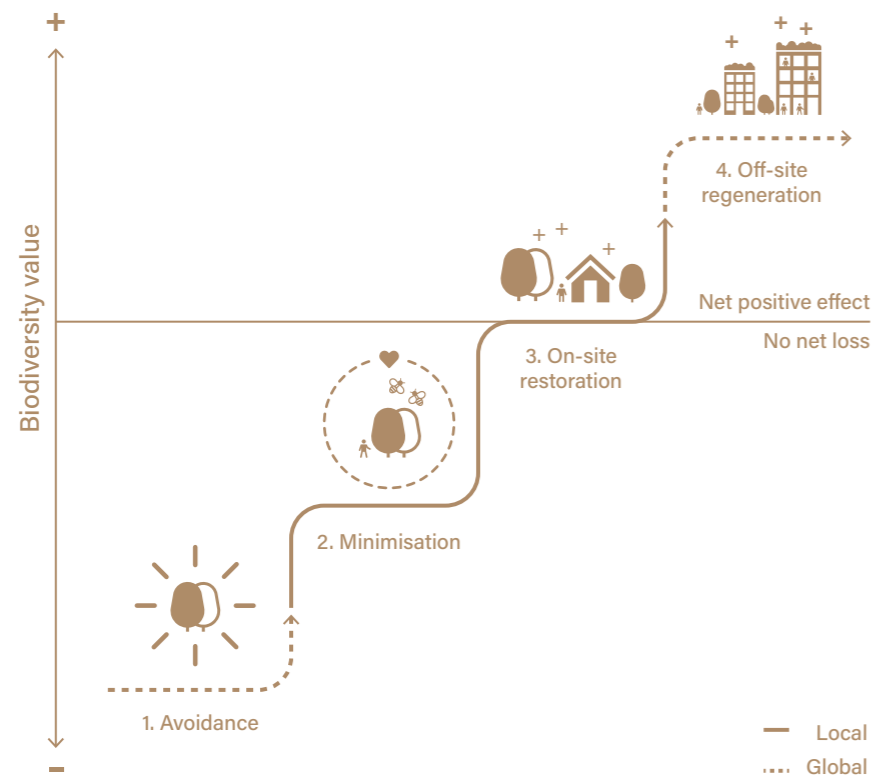 +
Biodiversity value
4. Off-site
regeneration
Net positive effect
No net loss
3. On-site
restoration
2. Minimisation
1. Avoidance
-
Local
Global